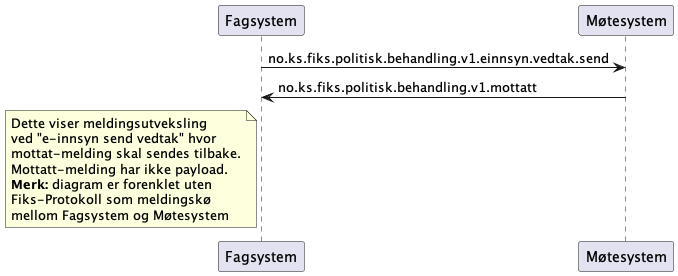 Fagsystem
Møtesystem
no.ks.fiks.politisk.behandling.v1.einnsyn.vedtak.send
no.ks.fiks.politisk.behandling.v1.mottatt
Dette viser meldingsutveksling
ved "e-innsyn send vedtak" hvor
mottat-melding skal sendes tilbake.
Mottatt-melding har ikke payload.
Merk: diagram er forenklet uten
Fiks-Protokoll som meldingskø
mellom Fagsystem og Møtesystem
Fagsystem
Møtesystem